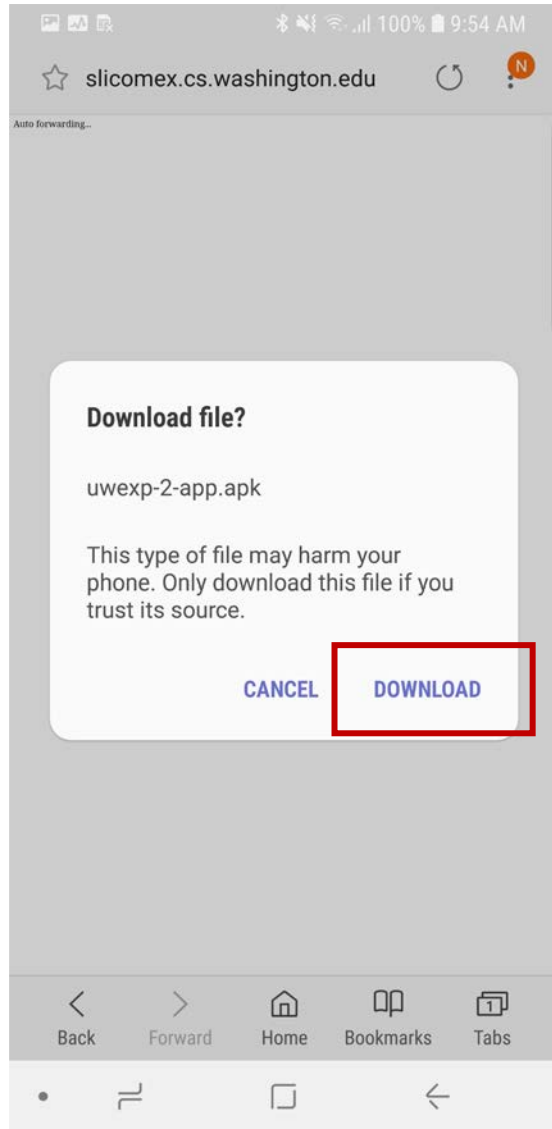 100% 9:54 AM
slicomex.cs.washington.edu
N
Auto forwarding...
Download file?
uwexp-2-app.apk
This type of file may harm your
phone. Only download this file if you
trust its source.
CANCEL DOWNLOAD
1
Back Forward Home Bookmarks Tabs